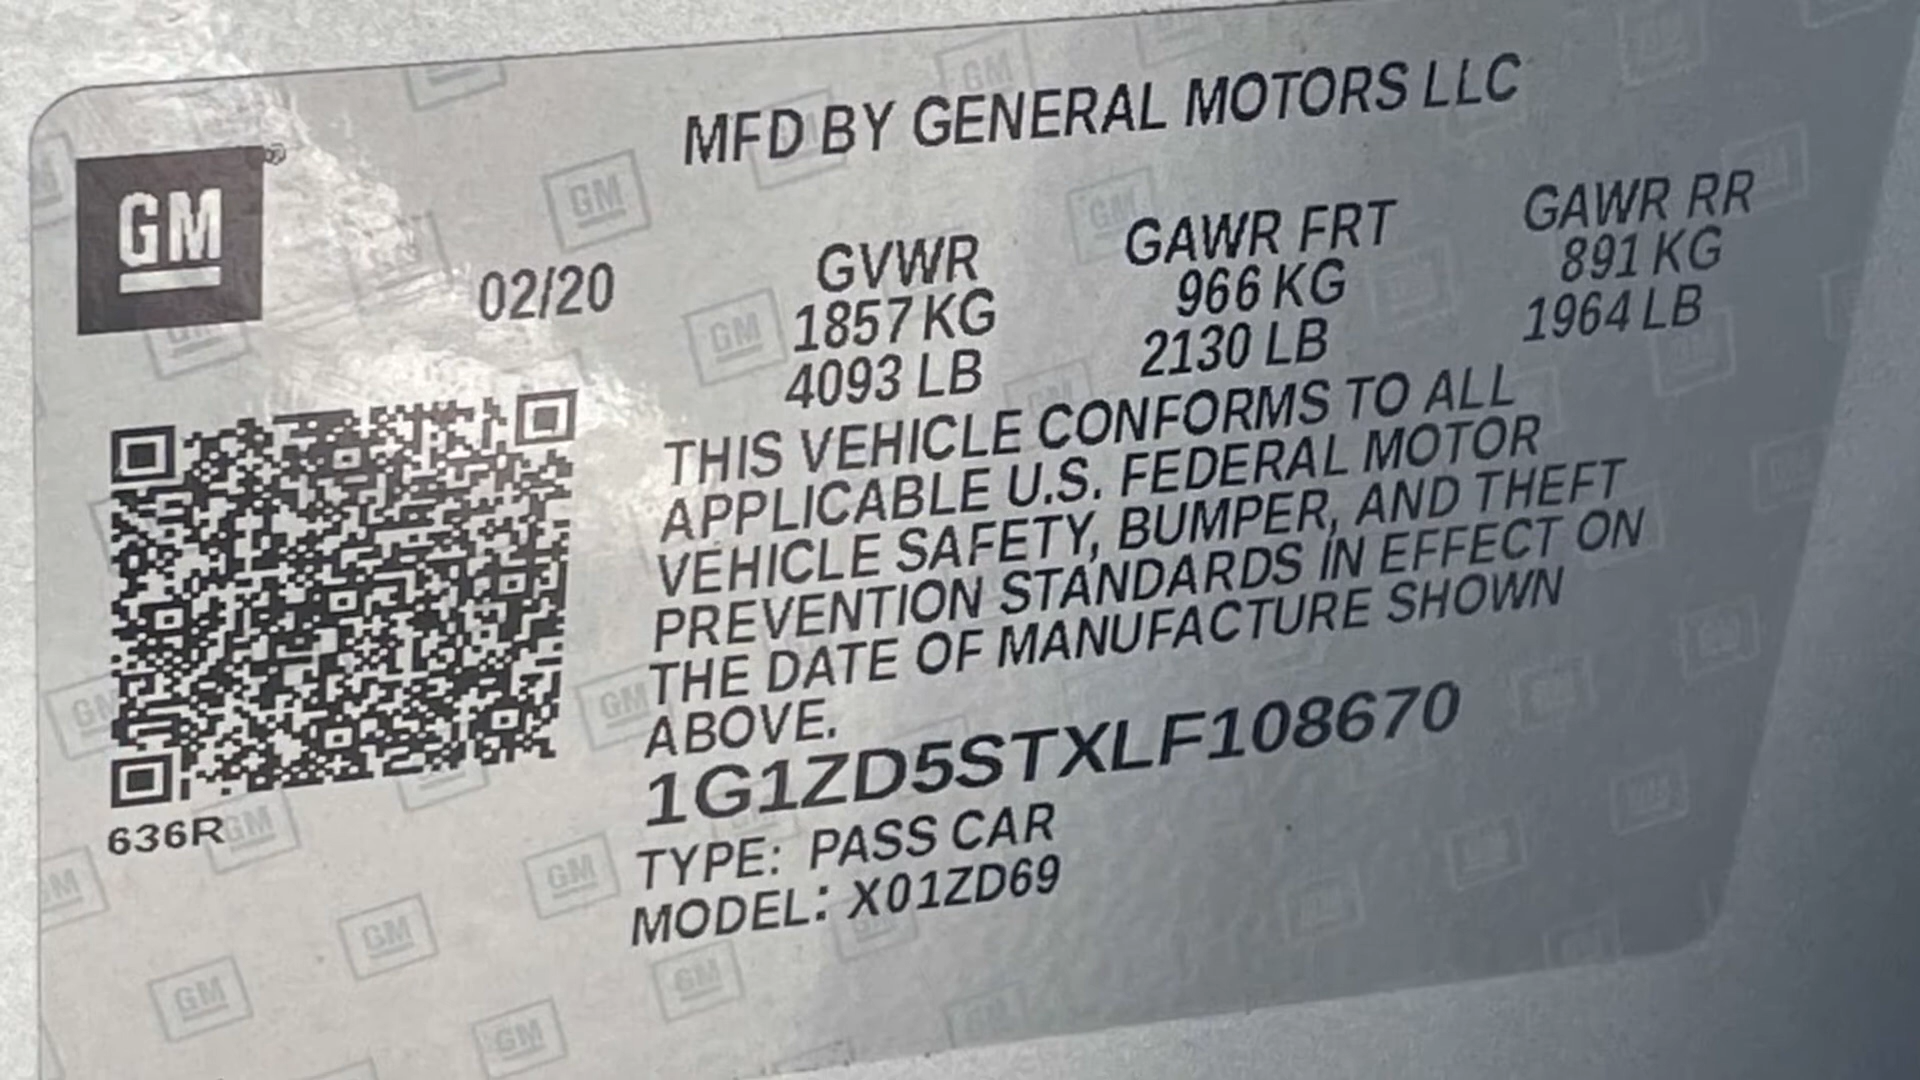 MFD BY GENERAL MOTORS LLC
GM
02/20
GVWR
1857 KG
4093 LB
GAWR FRT
966 KG
2130 LB
GAWR RR
891 KG
1964 LB
THIS VEHICLE CONFORMS TO ALL
APPLICABLE U.S. FEDERAL MOTOR
VEHICLE SAFETY, BUMPER, AND THEFT
PREVENTION STANDARDS IN EFFECT ON
THE DATE OF MANUFACTURE SHOWN
ABOVE.
1G1ZD5STXLF108670
TYPE: PASS CAR
MODEL: X01ZD69
636R